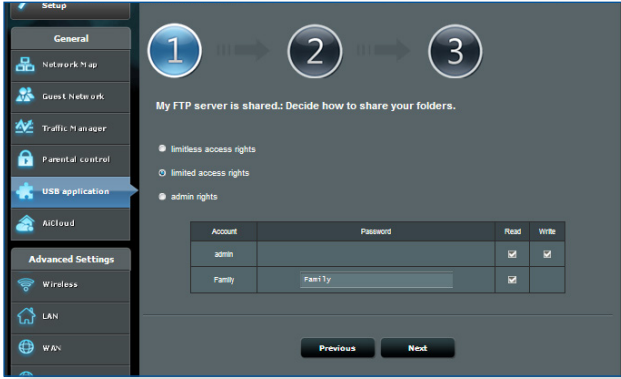 Setup
General
Network Map
Guest Network
Traffic Manager
Parental control
USB application
AiCloud
Advanced Settings
Wireless
LAN
WAN
1 2 3
My FTP server is shared.: Decide how to share your folders.
limitless access rights
limited access rights
admin rights
Account Password Read Write
admin
Family Family
Previous Next